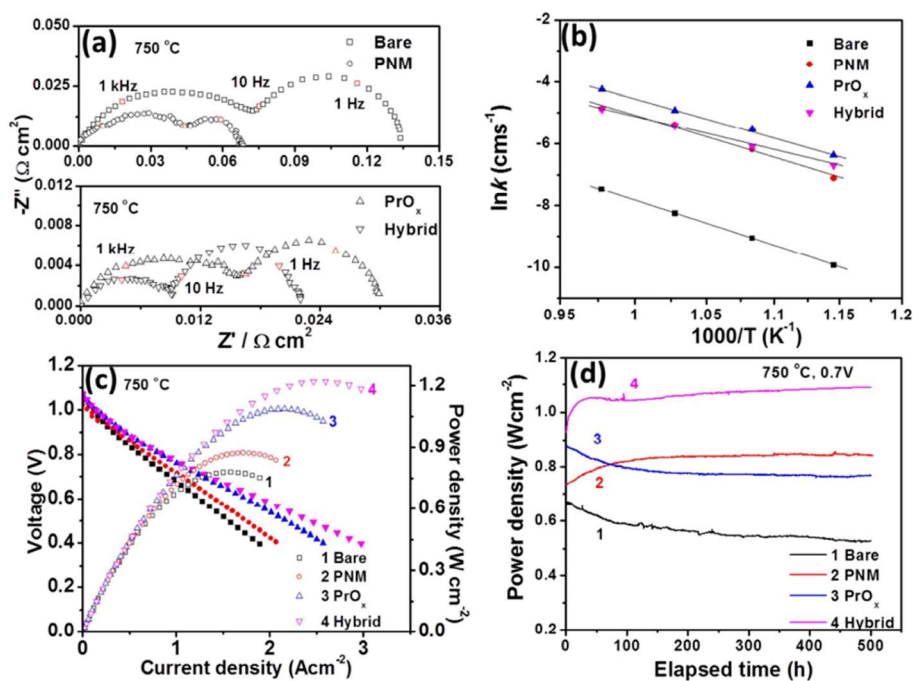 (a)
750 °C
Bare
PNM
1 kHz
10 Hz
1 Hz
0.050
0.025
0.000
0.00 0.03 0.06 0.09 0.12 0.15
-Z'' (Ω cm²)
750 °C
PrOₓ
Hybrid
1 kHz
10 Hz
1 Hz
0.012
0.008
0.004
0.000
0.000 0.012 0.024 0.036
Z' / Ω cm²
(b)
Bare
PNM
PrOₓ
Hybrid
-2
-4
-6
-8
-10
lnk (cms⁻¹)
0.95 1 1.05 1.1 1.15 1.2
1000/T (K⁻¹)
(c)
750 °C
4
3
2
1
1 Bare
2 PNM
3 PrOₓ
4 Hybrid
1.2
1.0
0.8
0.6
0.4
0.2
0.0
Voltage (V)
1.2
1.0
0.8
0.6
0.4
0.2
0.0
Power density (W cm⁻²)
0 1 2 3
Current density (Acm⁻²)
(d)
750 °C, 0.7V
4
3
2
1
1 Bare
2 PNM
3 PrOₓ
4 Hybrid
1.2
1.0
0.8
0.6
0.4
0.2
Power density (Wcm⁻²)
0 100 200 300 400 500
Elapsed time (h)